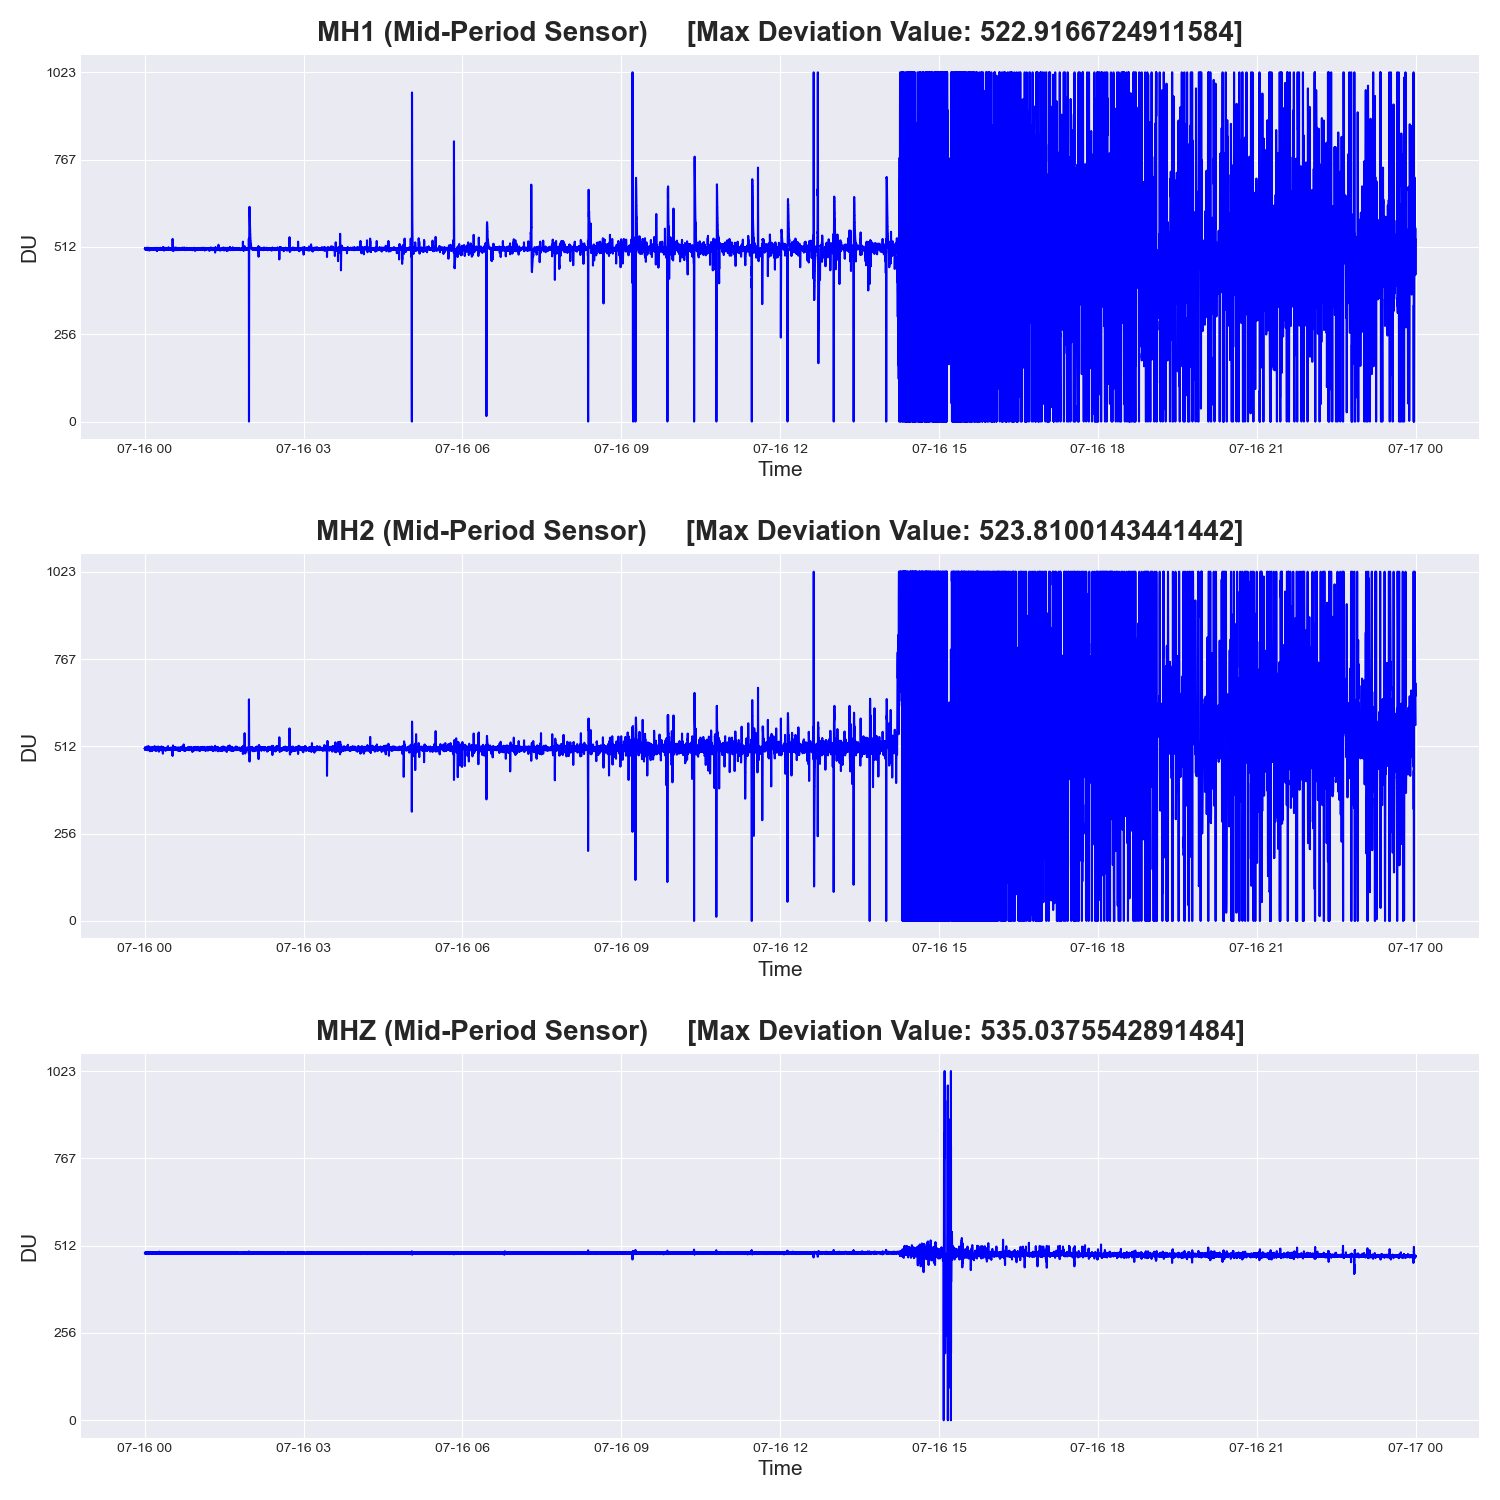 MH1 (Mid-Period Sensor) [Max Deviation Value: 522.9166724911584]
1023
767
512
256
0
DU
07-16 00 07-16 03 07-16 06 07-16 09 07-16 12 07-16 15 07-16 18 07-16 21 07-17 00
Time
MH2 (Mid-Period Sensor) [Max Deviation Value: 523.8100143441442]
1023
767
512
256
0
DU
07-16 00 07-16 03 07-16 06 07-16 09 07-16 12 07-16 15 07-16 18 07-16 21 07-17 00
Time
MHZ (Mid-Period Sensor) [Max Deviation Value: 535.0375542891484]
1023
767
512
256
0
DU
07-16 00 07-16 03 07-16 06 07-16 09 07-16 12 07-16 15 07-16 18 07-16 21 07-17 00
Time